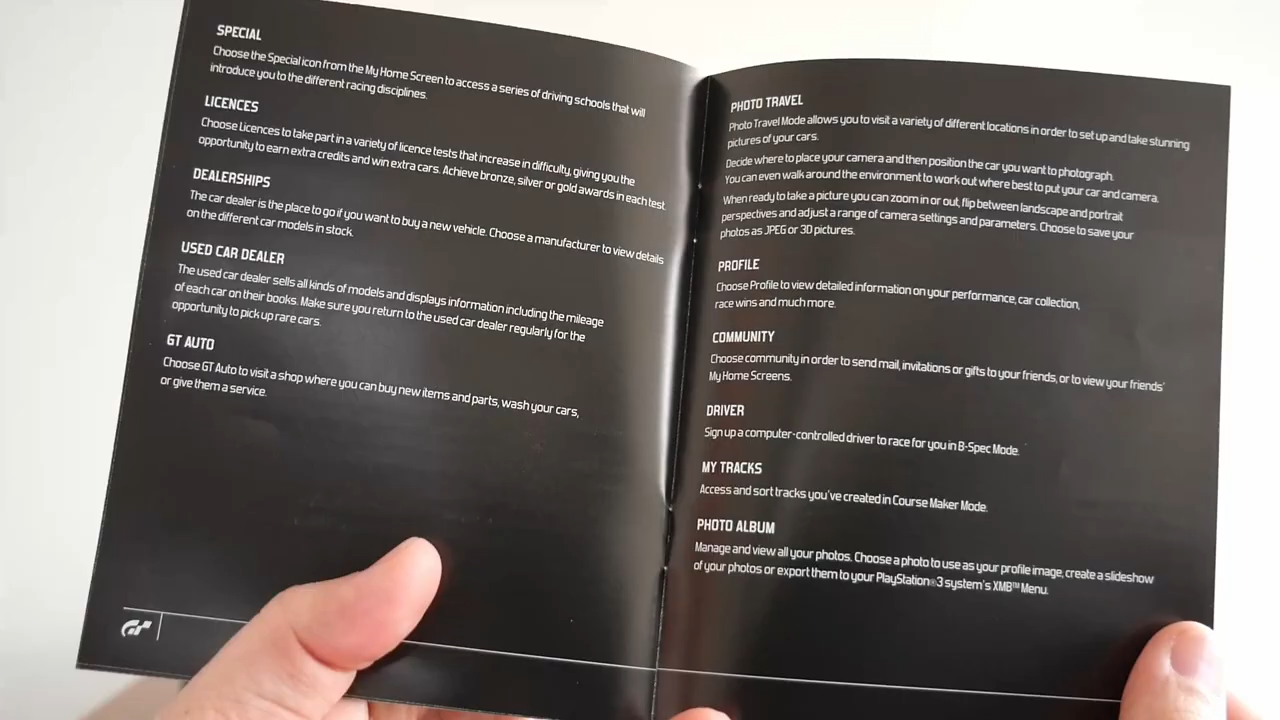 SPECIAL
Choose the Special icon from the My Home Screen to access a series of driving schools that will
introduce you to the different racing disciplines.
LICENCES
Choose Licences to take part in a variety of licence tests that increase in difficulty, giving you the
opportunity to earn extra credits and win extra cars. Achieve bronze, silver or gold awards in each test.
DEALERSHIPS
The car dealer is the place to go if you want to buy a new vehicle. Choose a manufacturer to view details
on the different car models in stock.
USED CAR DEALER
The used car dealer sells all kinds of models and displays information including the mileage
of each car on their books. Make sure you return to the used car dealer regularly for the
opportunity to pick up rare cars.
GT AUTO
Choose GT Auto to visit a shop where you can buy new items and parts, wash your cars,
or give them a service.
PHOTO TRAVEL
Photo Travel Mode allows you to visit a variety of different locations in order to set up and take stunning
pictures of your cars.
Decide where to place your camera and then position the car you want to photograph.
You can even walk around the environment to work out where best to put your car and camera.
When ready to take a picture you can zoom in or out, flip between landscape and portrait
perspectives and adjust a range of camera settings and parameters. Choose to save your
photos as JPEG or 3D pictures.
PROFILE
Choose Profile to view detailed information on your performance, car collection,
race wins and much more.
COMMUNITY
Choose community in order to send mail, invitations or gifts to your friends, or to view your friends'
My Home Screens.
DRIVER
Sign up a computer-controlled driver to race for you in B-Spec Mode.
MY TRACKS
Access and sort tracks you've created in Course Maker Mode.
PHOTO ALBUM
Manage and view all your photos. Choose a photo to use as your profile image, create a slideshow
of your photos or export them to your PlayStation®3 system's XMB™ Menu.